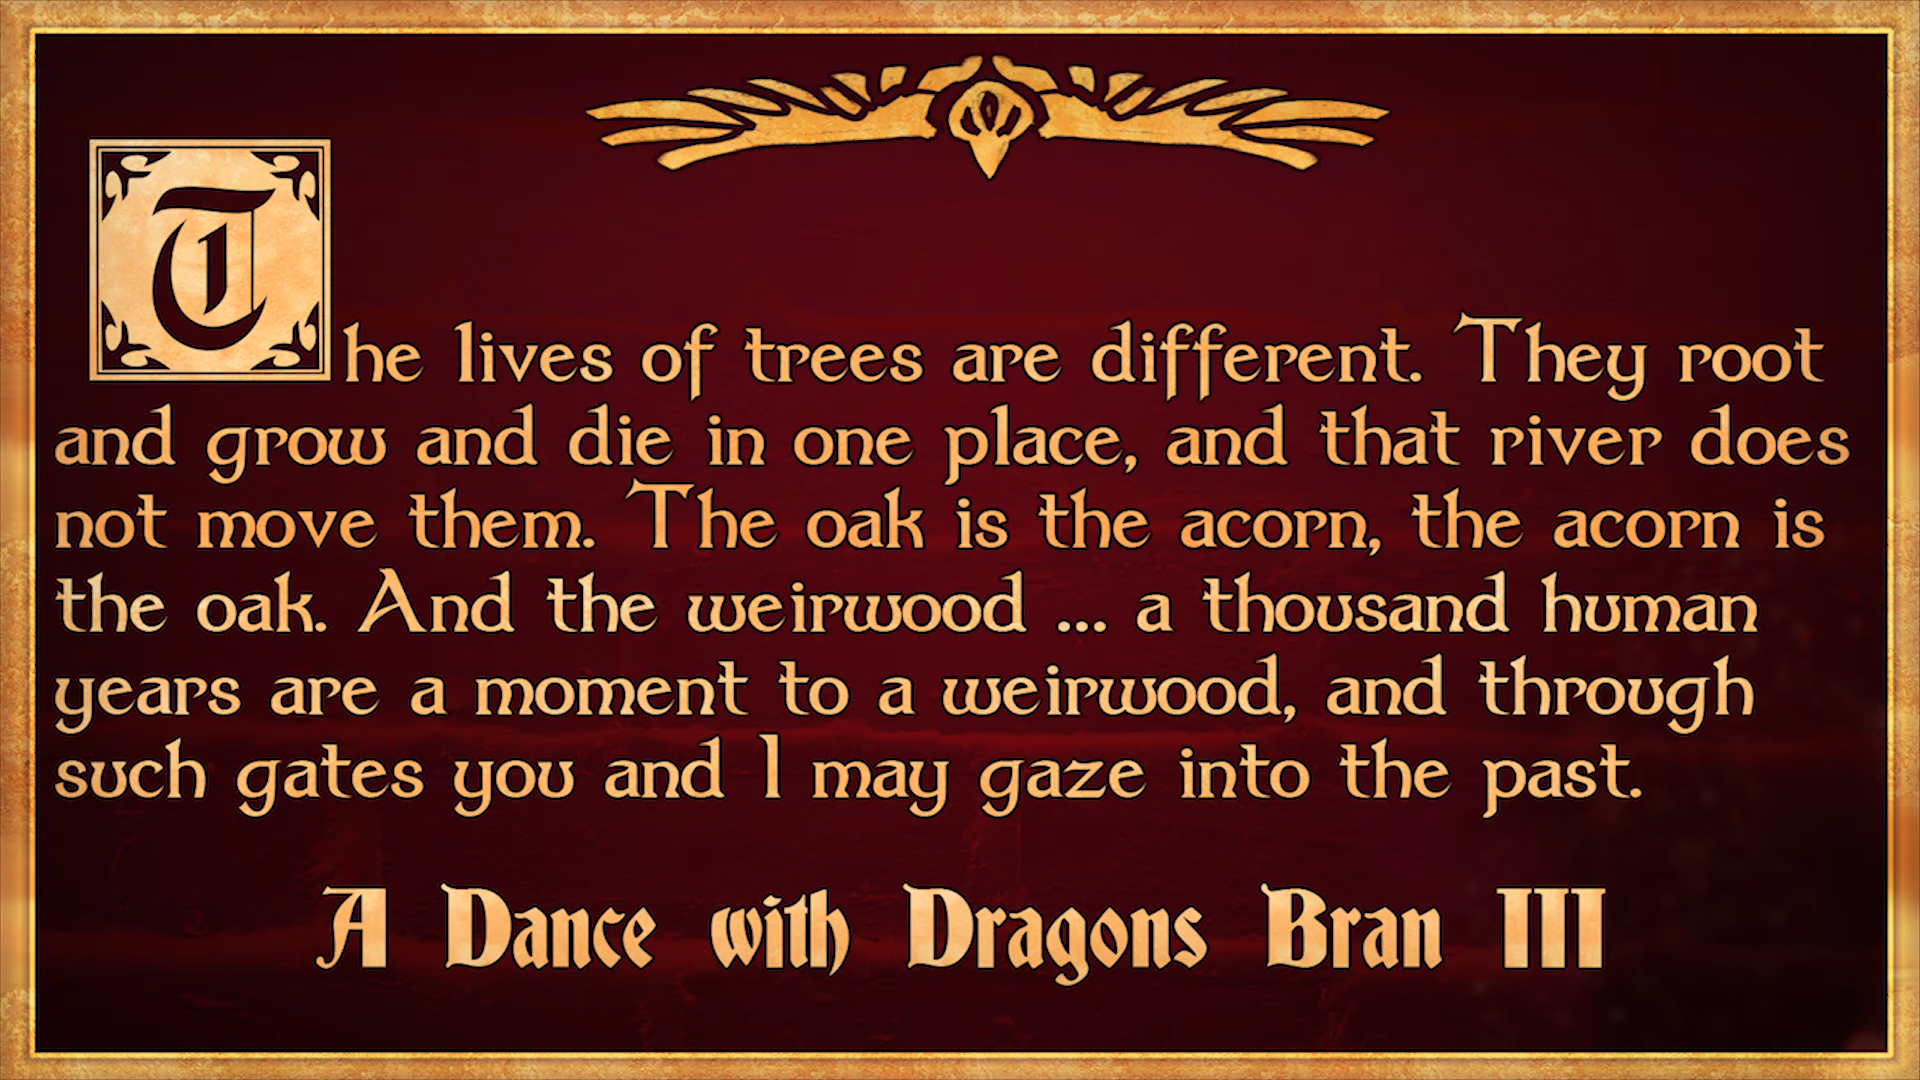 The lives of trees are different. They root
and grow and die in one place, and that river does
not move them. The oak is the acorn, the acorn is
the oak. And the weirwood ... a thousand human
years are a moment to a weirwood, and through
such gates you and I may gaze into the past.
A Dance with Dragons Bran III